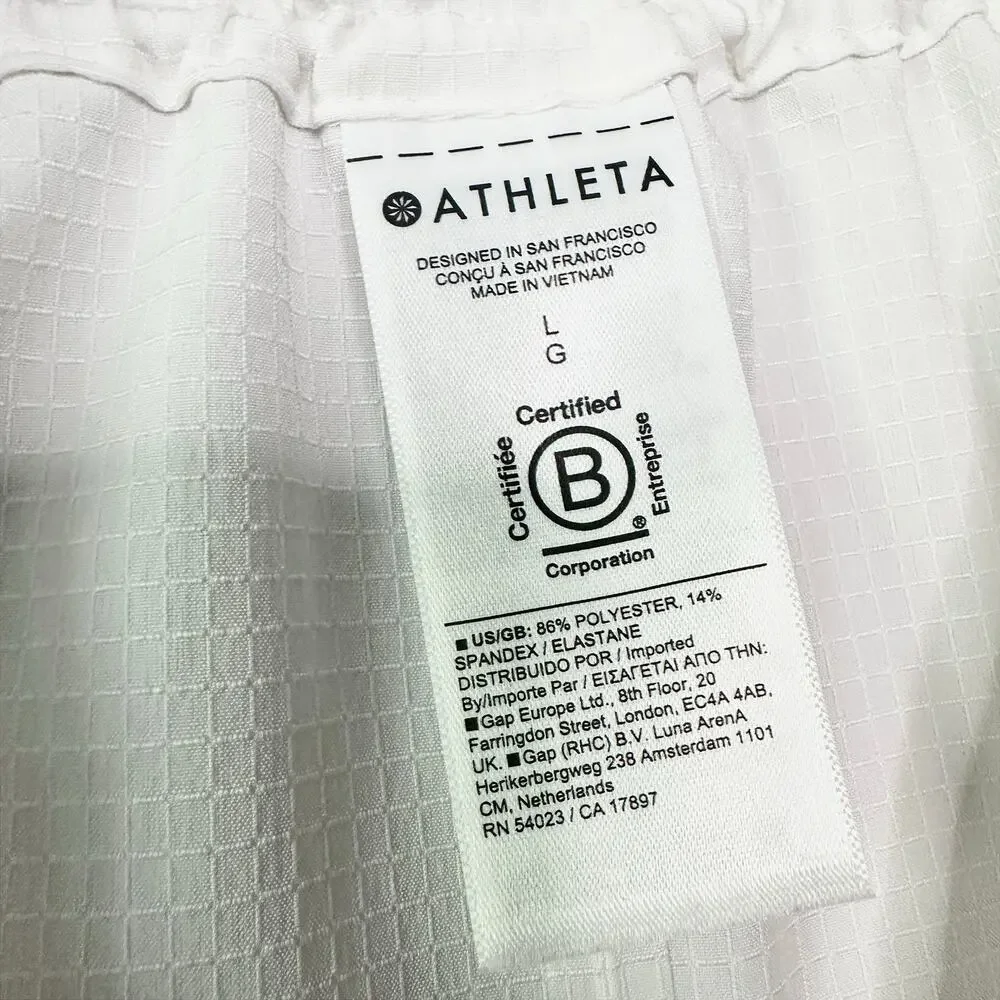 ATHLETA
DESIGNED IN SAN FRANCISCO
CONÇU À SAN FRANCISCO
MADE IN VIETNAM
L
G
Certified
Certifiée
B
Entreprise
®
Corporation
■ US/GB: 86% POLYESTER, 14%
SPANDEX / ELASTANE
DISTRIBUIDO POR / Imported
By/Importe Par / ΕΙΣΑΓΕΤΑΙ ΑΠΟ ΤΗΝ:
■ Gap Europe Ltd., 8th Floor, 20
Farringdon Street, London, EC4A 4AB,
UK. ■ Gap (RHC) B.V. Luna ArenA
Herikerbergweg 238 Amsterdam 1101
CM, Netherlands
RN 54023 / CA 17897